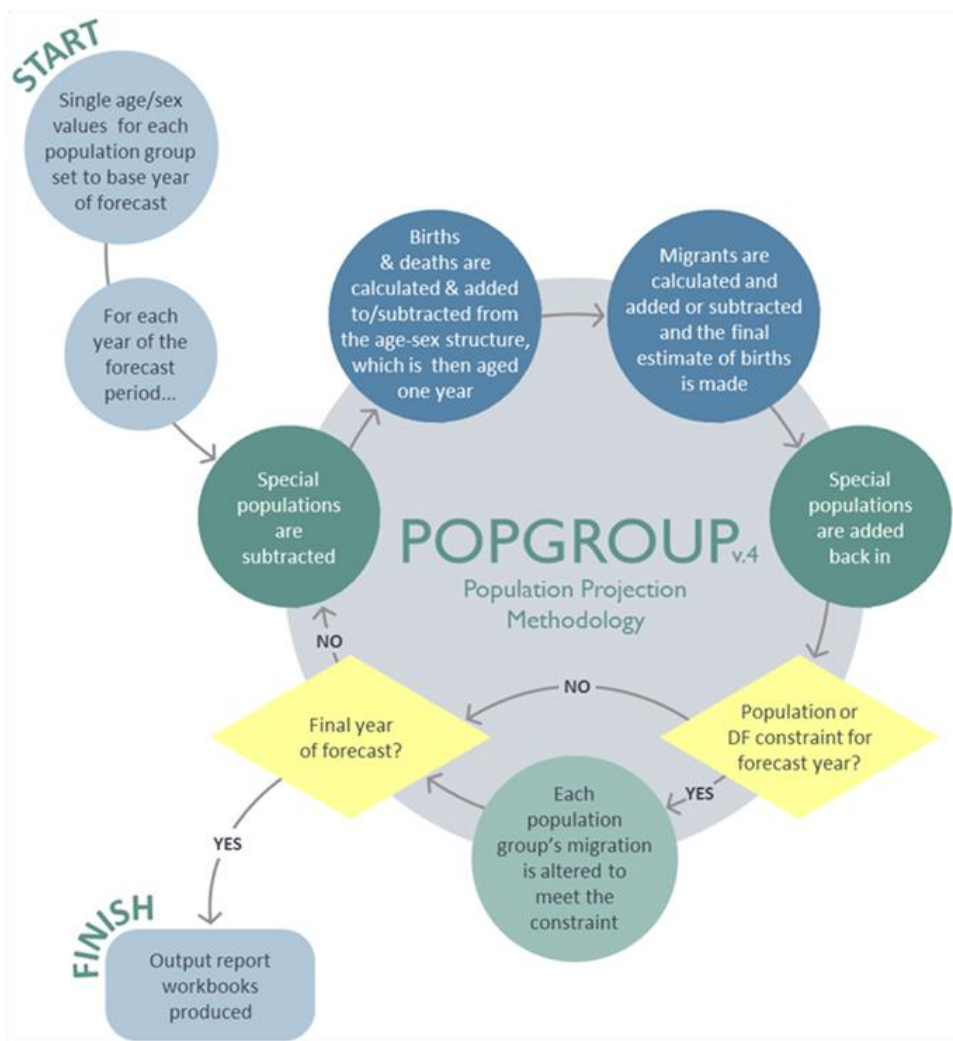 START
Single age/sex
values for each
population group
set to base year
of forecast
For each
year of the
forecast
period...
Special
populations
are
subtracted
Births
& deaths are
calculated & added
to/subtracted from
the age-sex structure,
which is then aged
one year
Migrants are
calculated and
added or subtracted
and the final
estimate of births
is made
Special
populations
are added
back in
POPGROUP v.4
Population Projection
Methodology
Population or
DF constraint for
forecast year?
NO
YES
Each
population
group's migration
is altered to
meet the
constraint
Final year
of forecast?
NO
YES
FINISH
Output report
workbooks
produced